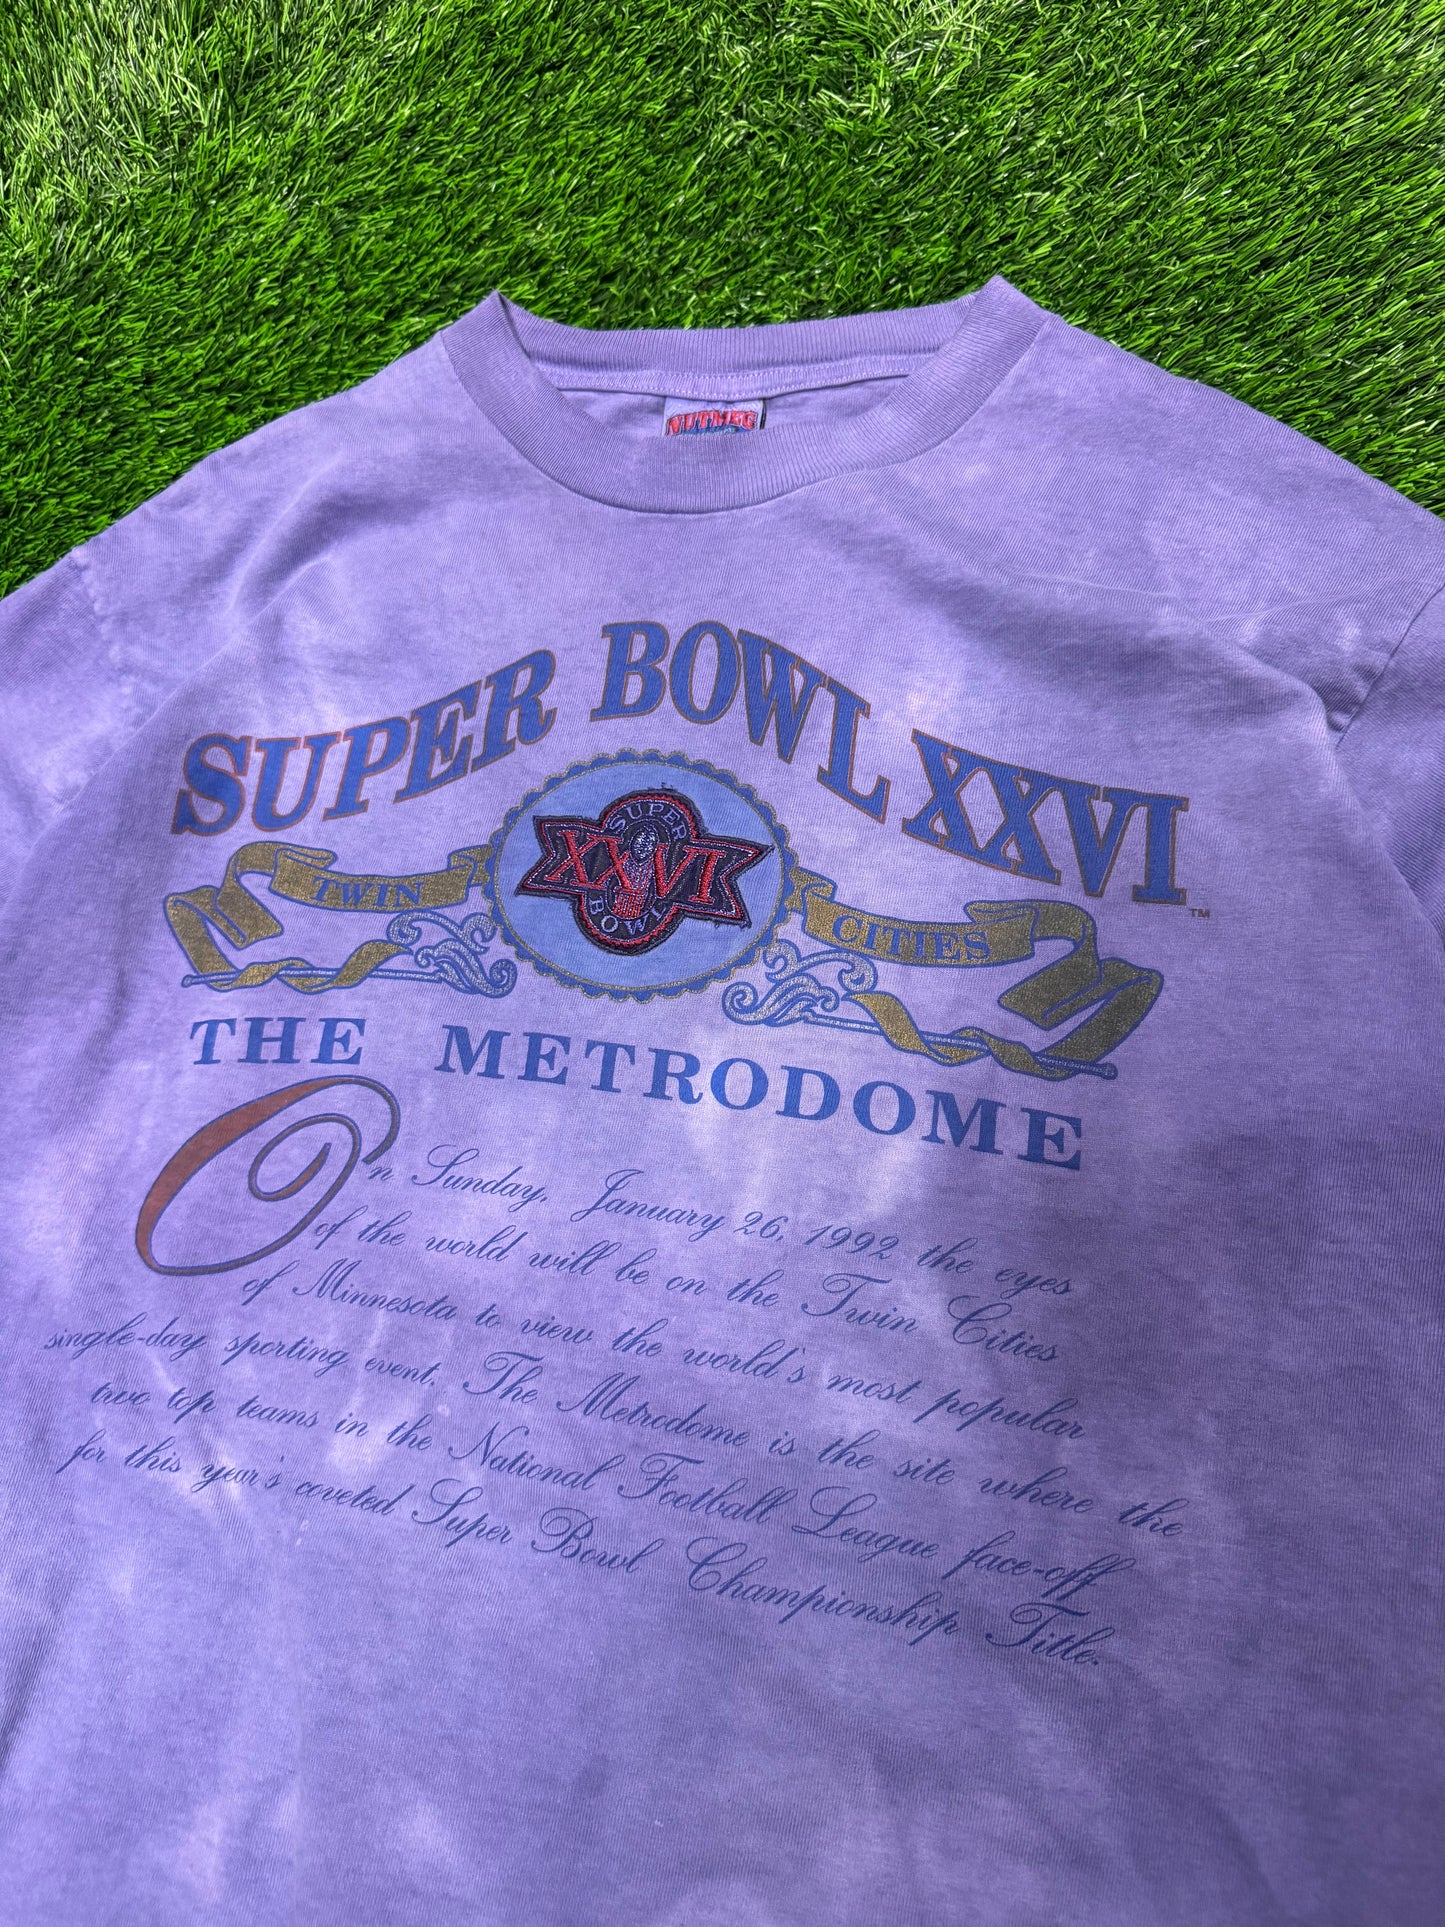 NUTMEG
SUPER BOWL XXVI
TM
TWIN
SUPER
XXVI
BOWL
CITIES
THE METRODOME
On Sunday, January 26, 1992 the eyes
of the world will be on the Twin Cities
of Minnesota to view the world's most popular
single-day sporting event. The Metrodome is the site where the
two top teams in the National Football League face-off
for this year's coveted Super Bowl Championship Title.